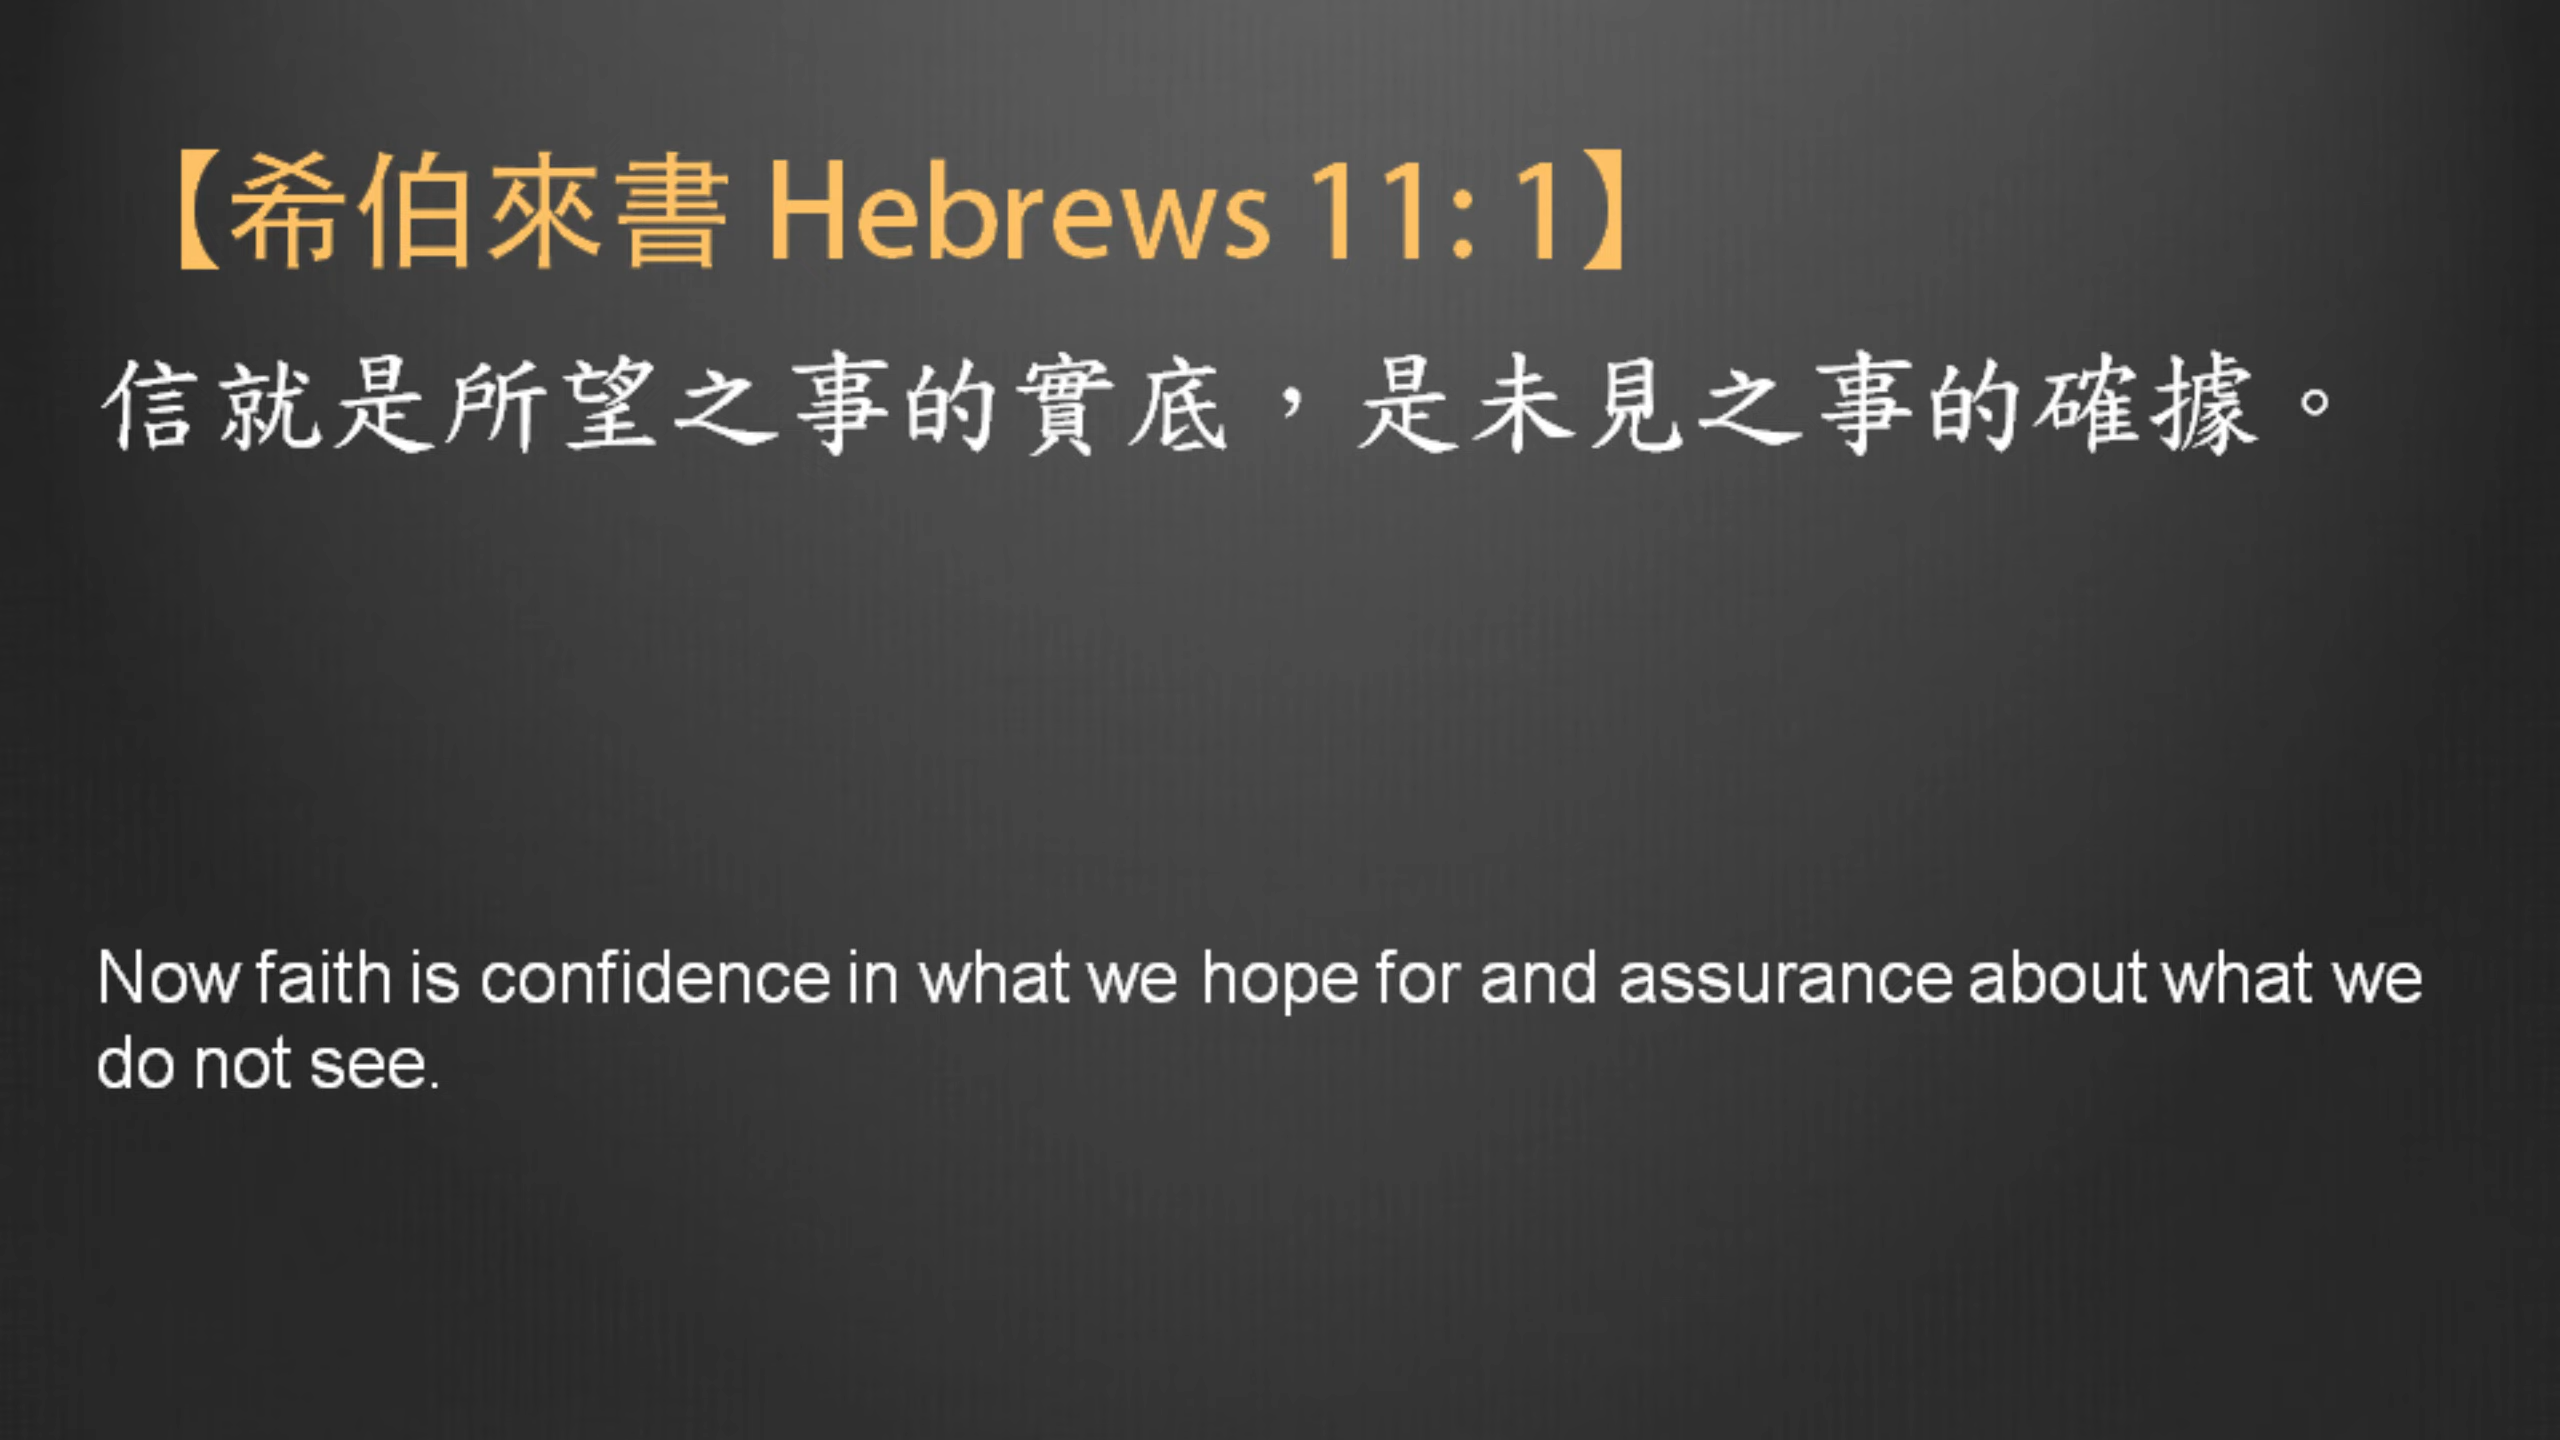 【希伯來書 Hebrews 11: 1】
信就是所望之事的實底，是未見之事的確據。
Now faith is confidence in what we hope for and assurance about what we
do not see.